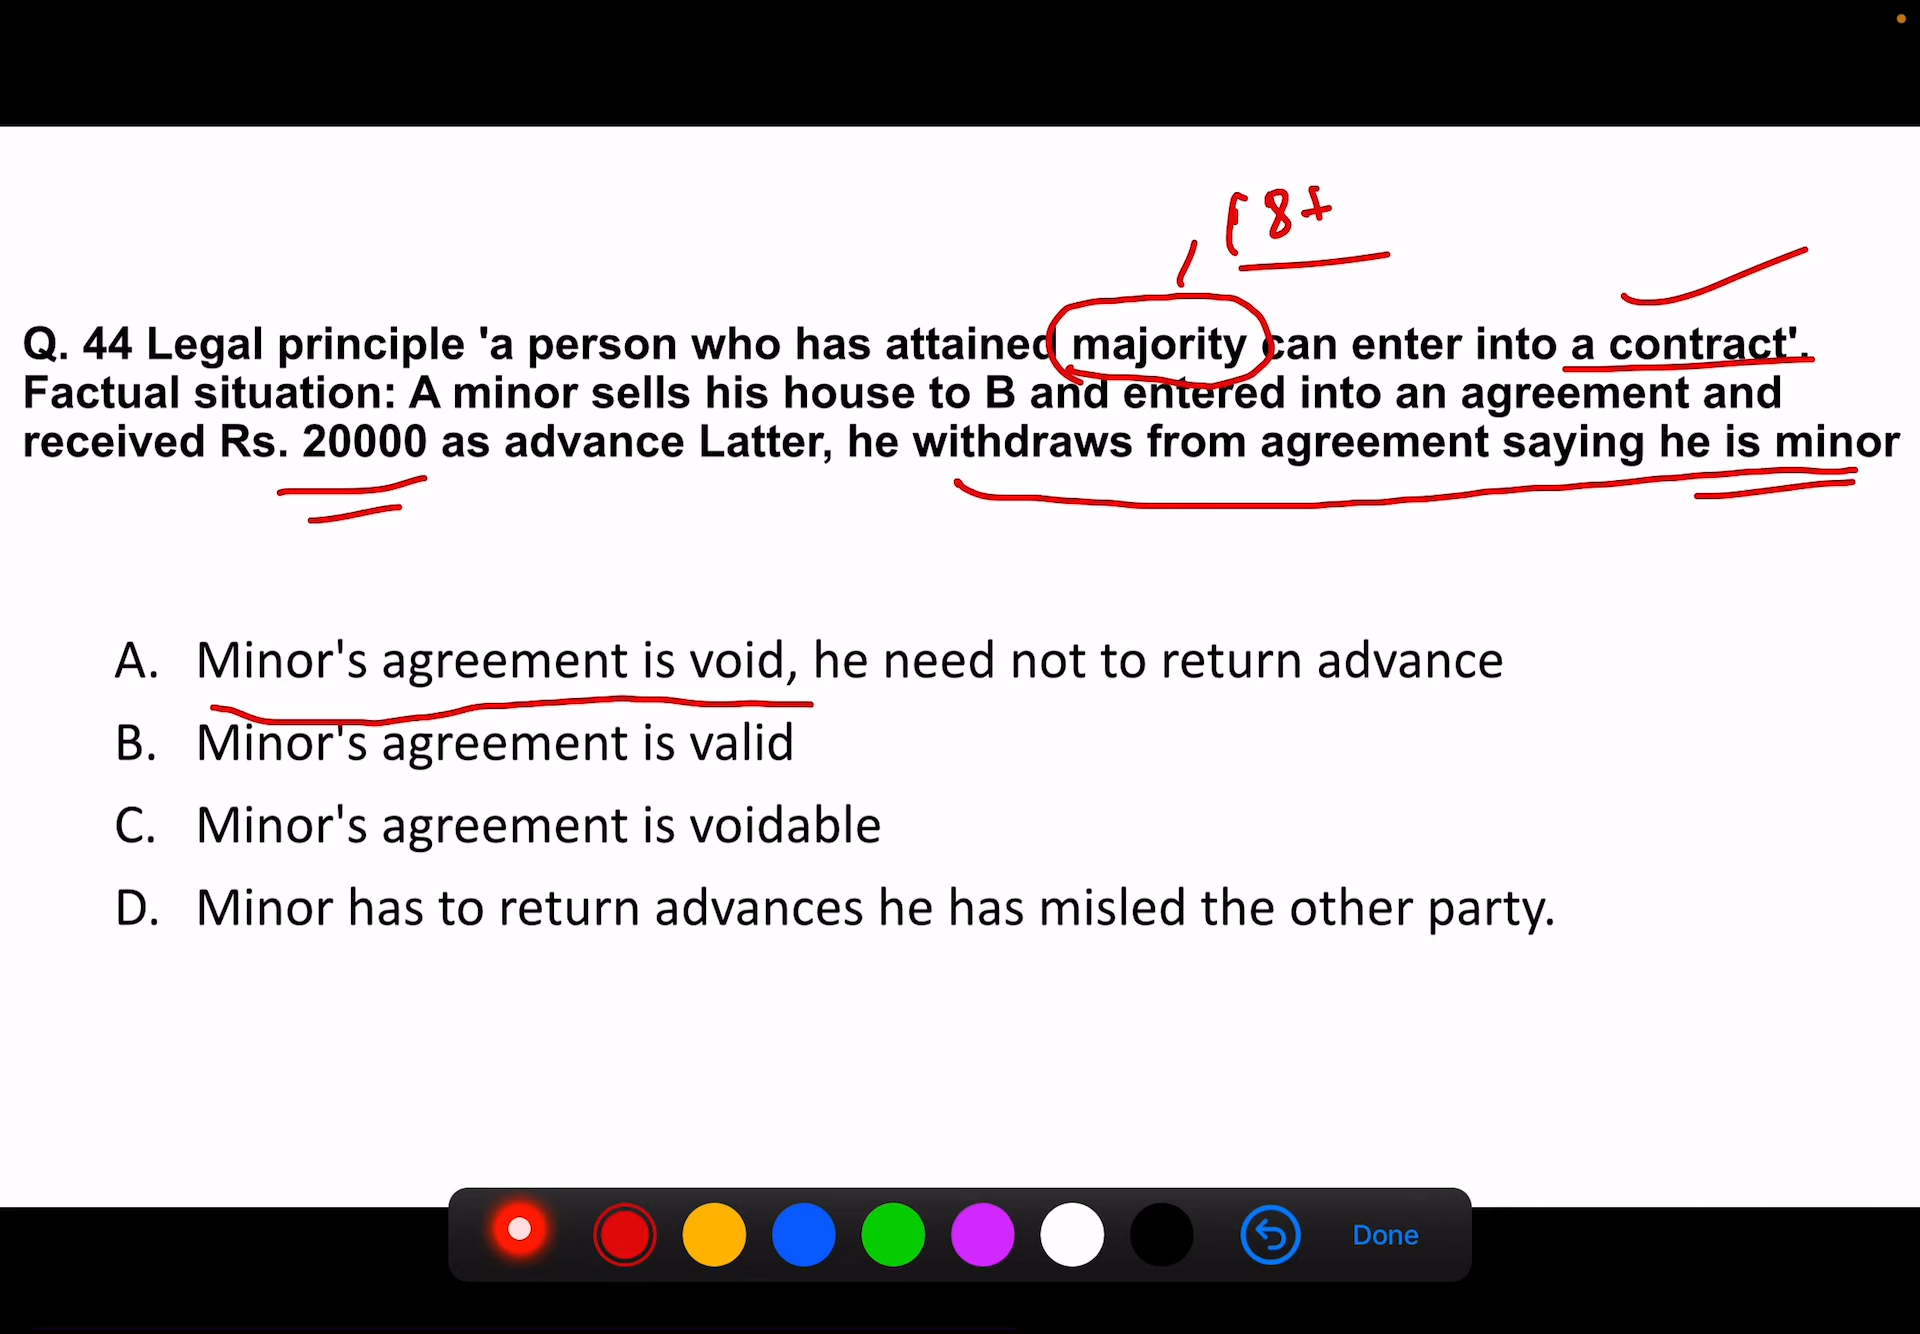 18+
Q. 44 Legal principle 'a person who has attained majority can enter into a contract'.
Factual situation: A minor sells his house to B and entered into an agreement and
received Rs. 20000 as advance Latter, he withdraws from agreement saying he is minor
A. Minor's agreement is void, he need not to return advance
B. Minor's agreement is valid
C. Minor's agreement is voidable
D. Minor has to return advances he has misled the other party.
Done